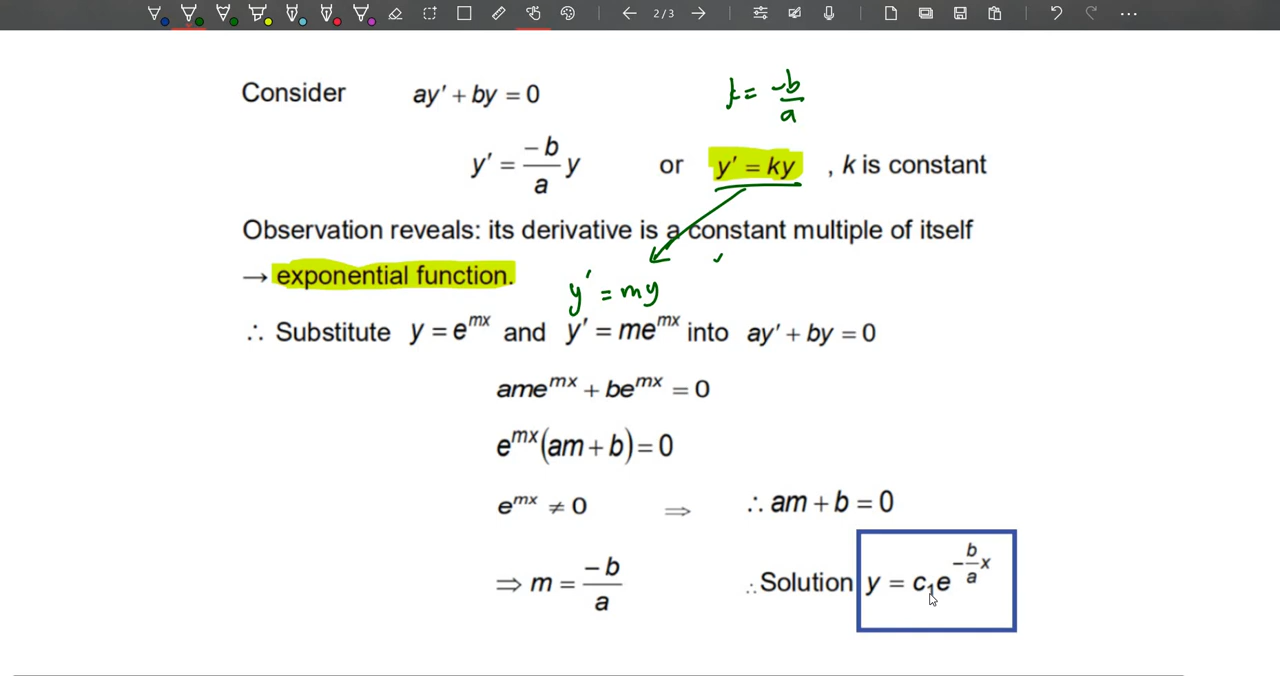 2/3
k = -b/a
Consider ay' + by = 0
y' = -b/a y or y' = ky , k is constant
Observation reveals: its derivative is a constant multiple of itself
→ exponential function.
y' = my
∴ Substitute y = e^{mx} and y' = me^{mx} into ay' + by = 0
ame^{mx} + be^{mx} = 0
e^{mx}(am + b) = 0
e^{mx} ≠ 0 ⇒ ∴ am + b = 0
⇒ m = -b/a ∴ Solution y = c₁e^{-b/a x}